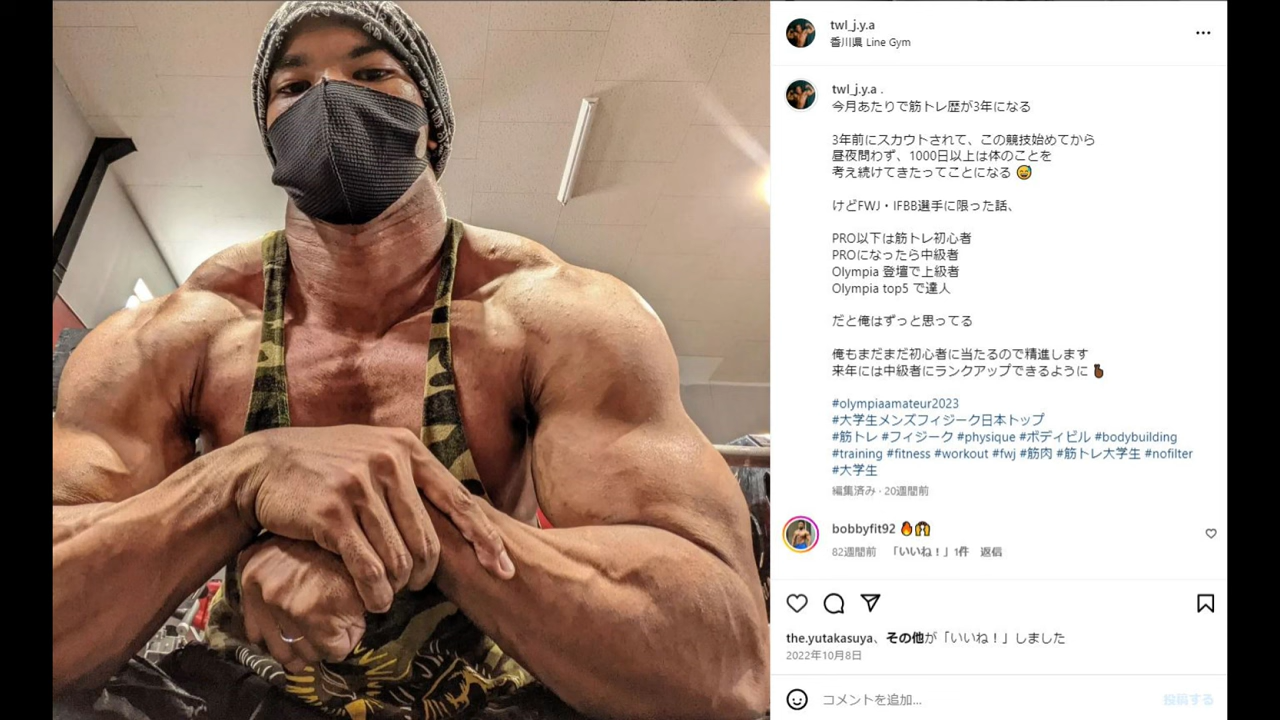 twl_j.y.a
香川県 Line Gym
twl_j.y.a .
今月あたりで筋トレ歴が3年になる
3年前にスカウトされて、この競技始めてから
昼夜問わず、1000日以上は体のことを
考え続けてきたってことになる 😅
けどFWJ・IFBB選手に限った話、
PRO以下は筋トレ初心者
PROになったら中級者
Olympia 登壇で上級者
Olympia top5 で達人
だと俺はずっと思ってる
俺もまだまだ初心者に当たるので精進します
来年には中級者にランクアップできるように
#olympiaamateur2023
#大学生メンズフィジーク日本トップ
#筋トレ #フィジーク #physique #ボディビル #bodybuilding
#training #fitness #workout #fwj #筋肉 #筋トレ大学生 #nofilter
#大学生
編集済み · 20週間前
bobbyfit92 🔥🙌
82週間前 「いいね！」1件 返信
the.yutakasuya、その他が「いいね！」しました
2022年10月8日
コメントを追加...
投稿する